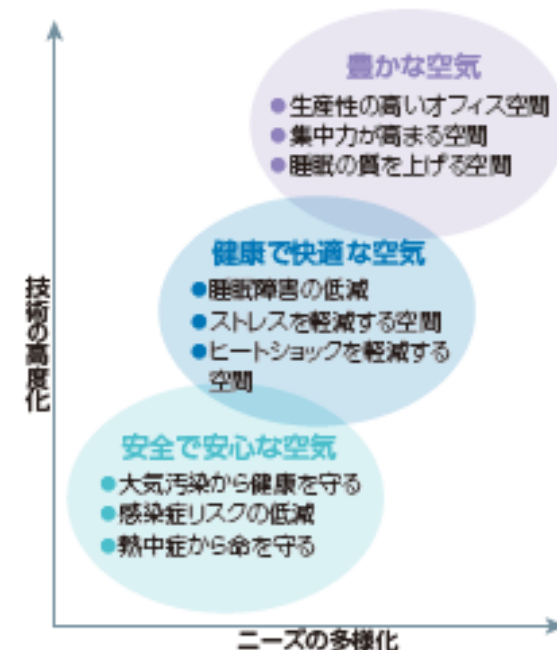 豊かな空気
●生産性の高いオフィス空間
●集中力が高まる空間
●睡眠の質を上げる空間
健康で快適な空気
●睡眠障害の低減
●ストレスを軽減する空間
●ヒートショックを軽減する
空間
技術の高度化
安全で安心な空気
●大気汚染から健康を守る
●感染症リスクの低減
●熱中症から命を守る
ニーズの多様化